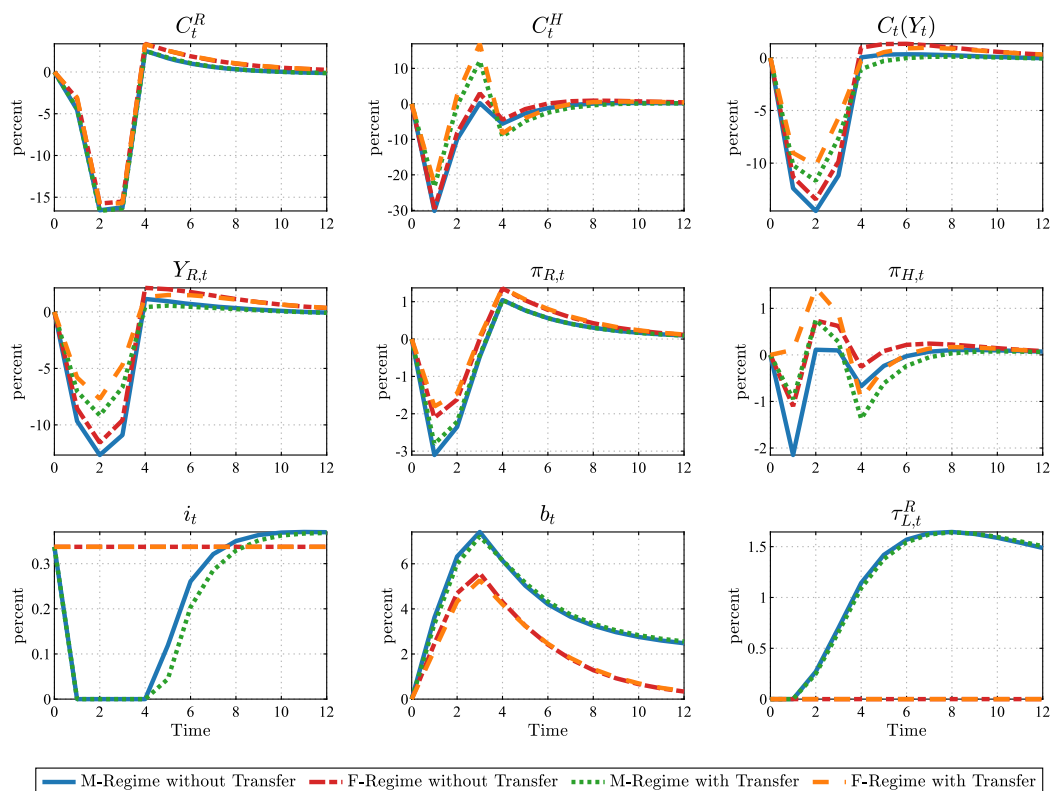 C_t^R
C_t^H
C_t(Y_t)
percent
0
-5
-10
-15
0 2 4 6 8 10 12
percent
10
0
-10
-20
-30
0 2 4 6 8 10 12
percent
0
-5
-10
0 2 4 6 8 10 12
Y_{R,t}
π_{R,t}
π_{H,t}
percent
0
-5
-10
0 2 4 6 8 10 12
percent
1
0
-1
-2
-3
0 2 4 6 8 10 12
percent
1
0
-1
-2
0 2 4 6 8 10 12
i_t
b_t
τ_{L,t}^R
percent
0.3
0.2
0.1
0
0 2 4 6 8 10 12
Time
percent
6
4
2
0
0 2 4 6 8 10 12
Time
percent
1.5
1
0.5
0
0 2 4 6 8 10 12
Time
M-Regime without Transfer F-Regime without Transfer M-Regime with Transfer F-Regime with Transfer